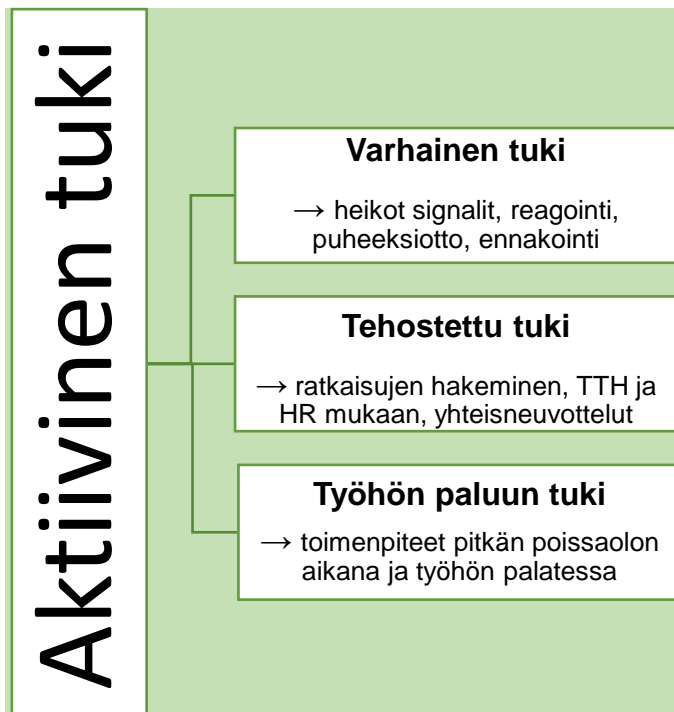 Aktiivinen tuki
Varhainen tuki
→ heikot signalit, reagointi,
puheeksiotto, ennakointi
Tehostettu tuki
→ ratkaisujen hakeminen, TTH ja
HR mukaan, yhteisneuvottelut
Työhön paluun tuki
→ toimenpiteet pitkän poissaolon
aikana ja työhön palatessa